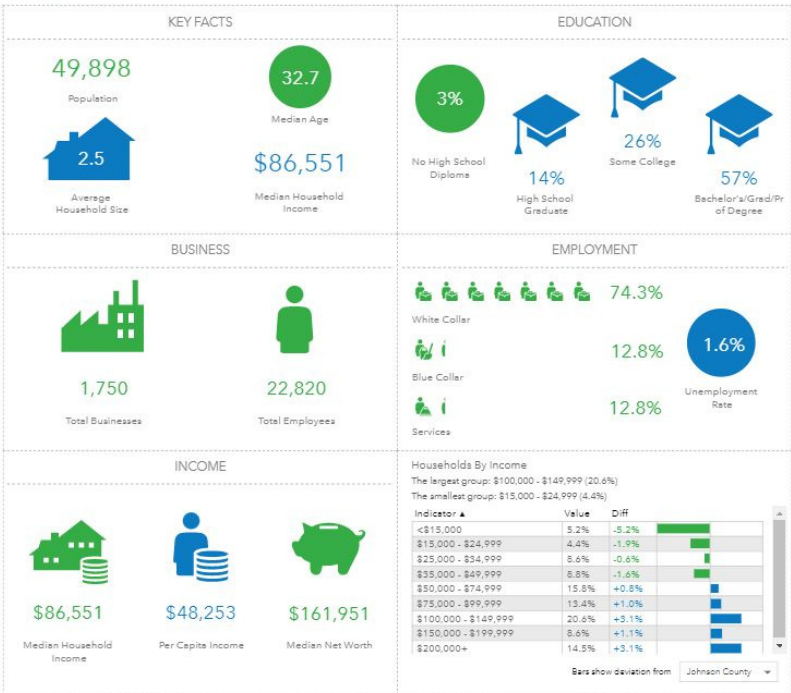 KEY FACTS
49,898
Population
32.7
Median Age
2.5
Average
Household Size
$86,551
Median Household
Income
EDUCATION
3%
No High School
Diploma
14%
High School
Graduate
26%
Some College
57%
Bachelor's/Grad/Pr
of Degree
BUSINESS
1,750
Total Businesses
22,820
Total Employees
EMPLOYMENT
74.3%
White Collar
12.8%
Blue Collar
12.8%
Services
1.6%
Unemployment
Rate
INCOME
$86,551
Median Household
Income
$48,253
Per Capita Income
$161,951
Median Net Worth
Households By Income
The largest group: $100,000 - $149,999 (20.6%)
The smallest group: $15,000 - $24,999 (4.4%)
Indicator ▲ Value Diff
<$15,000 5.2% -5.2%
$15,000 - $24,999 4.4% -1.9%
$25,000 - $34,999 8.6% -0.6%
$35,000 - $49,999 8.8% -1.6%
$50,000 - $74,999 15.8% +0.8%
$75,000 - $99,999 13.4% +1.0%
$100,000 - $149,999 20.6% +3.1%
$150,000 - $199,999 8.6% +1.1%
$200,000+ 14.5% +3.1%
Bars show deviation from Johnson County